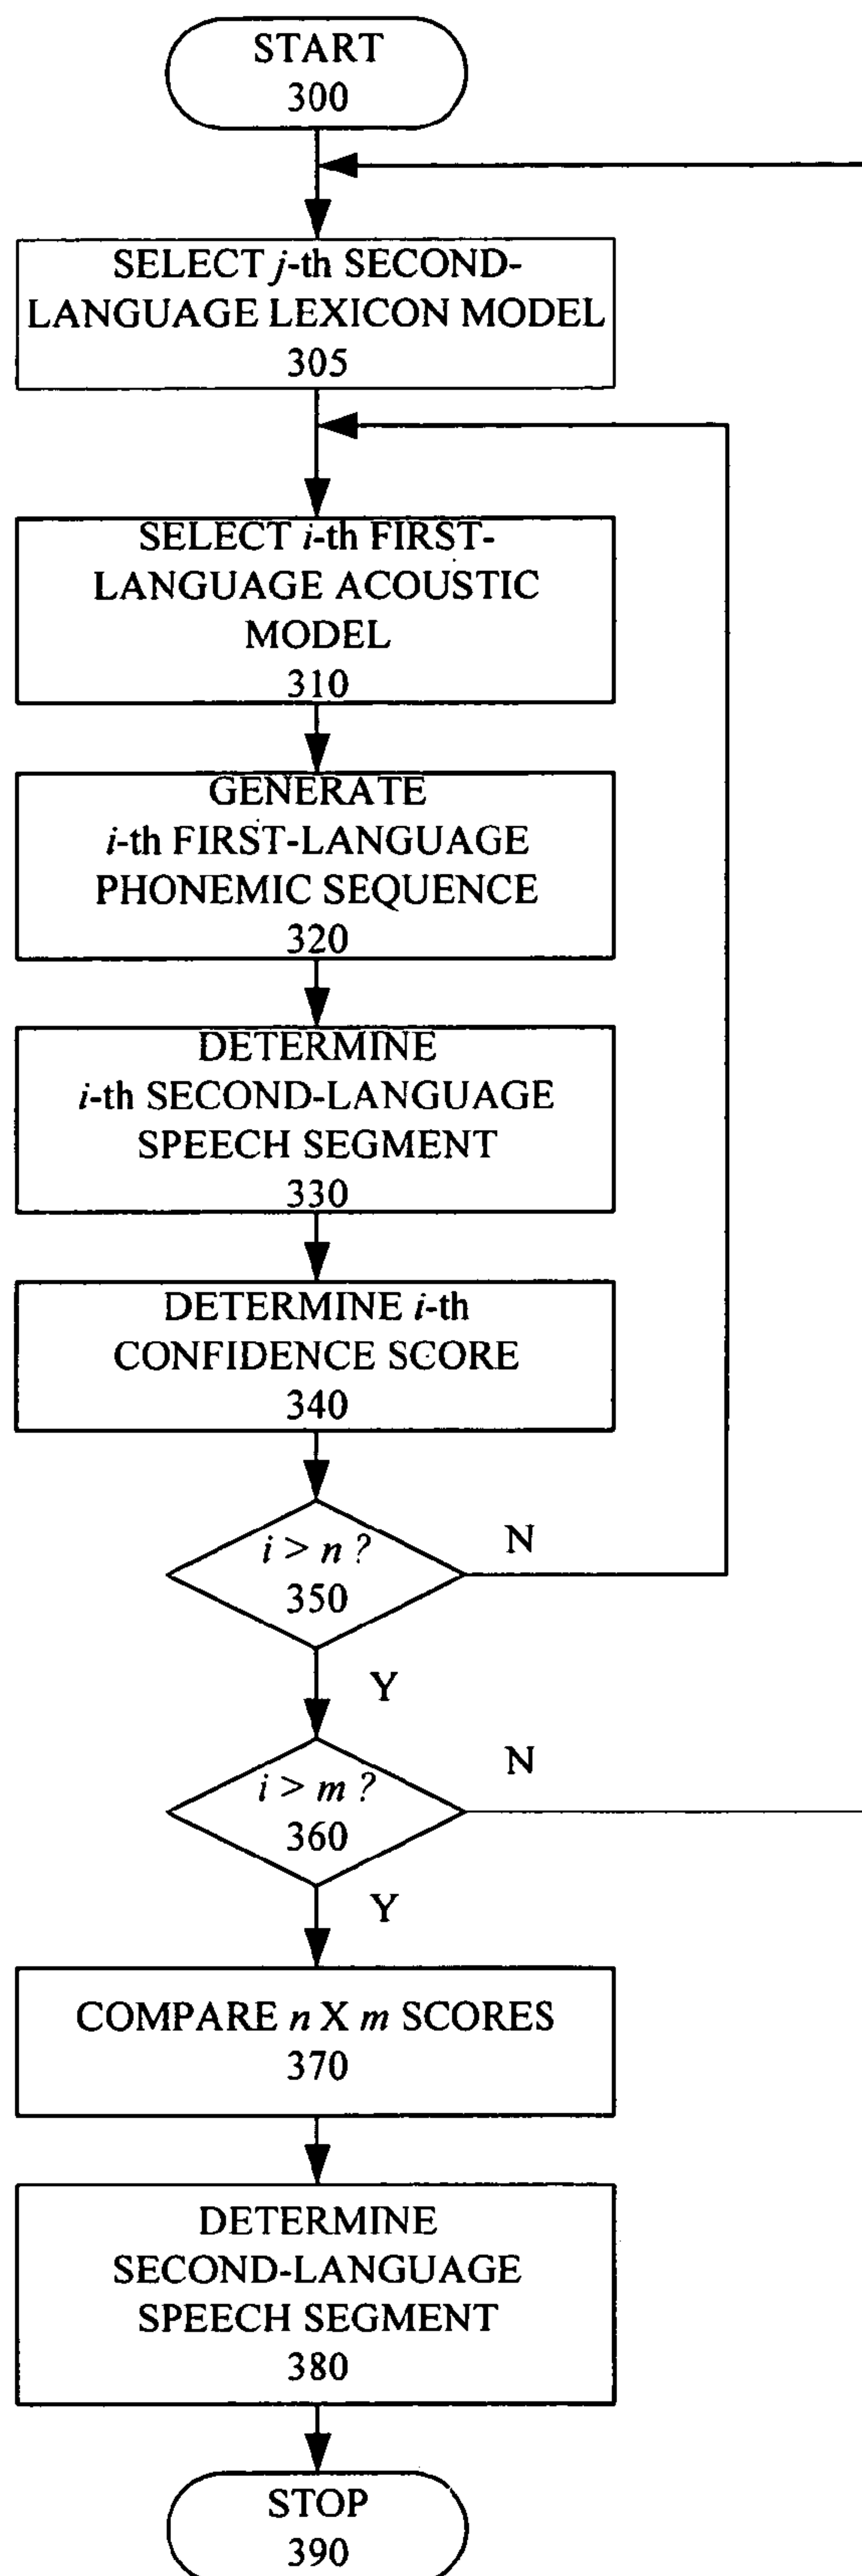 START
300
SELECT j-th SECOND-
LANGUAGE LEXICON MODEL
305
SELECT i-th FIRST-
LANGUAGE ACOUSTIC
MODEL
310
GENERATE
i-th FIRST-LANGUAGE
PHONEMIC SEQUENCE
320
DETERMINE
i-th SECOND-LANGUAGE
SPEECH SEGMENT
330
DETERMINE i-th
CONFIDENCE SCORE
340
i > n ?
350
N
Y
i > m ?
360
N
Y
COMPARE n X m SCORES
370
DETERMINE
SECOND-LANGUAGE
SPEECH SEGMENT
380
STOP
390